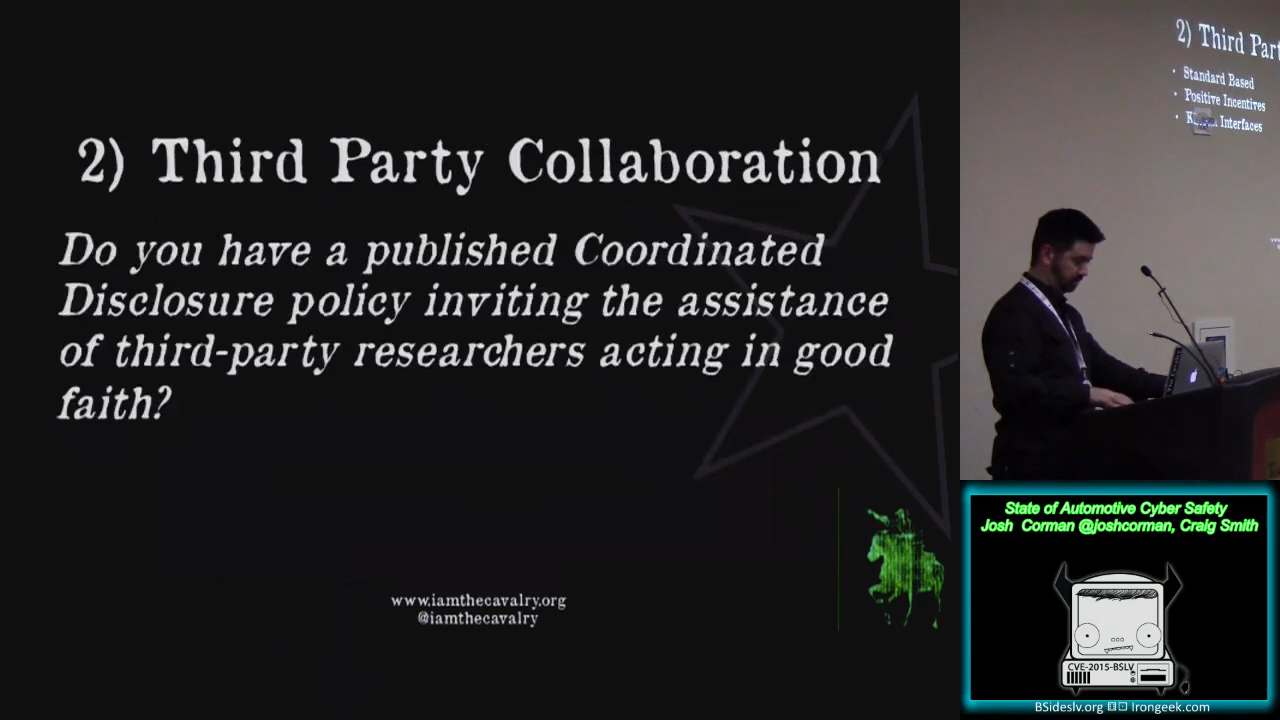 2) Third Party Collaboration
Do you have a published Coordinated
Disclosure policy inviting the assistance
of third-party researchers acting in good
faith?
www.iamthecavalry.org
@iamthecavalry
2) Third Part
• Standard Based
• Positive Incentives
• Interfaces
State of Automotive Cyber Safety
Josh Corman @joshcorman, Craig Smith
CVE-2015-BSLV
BSideslv.org Irongeek.com